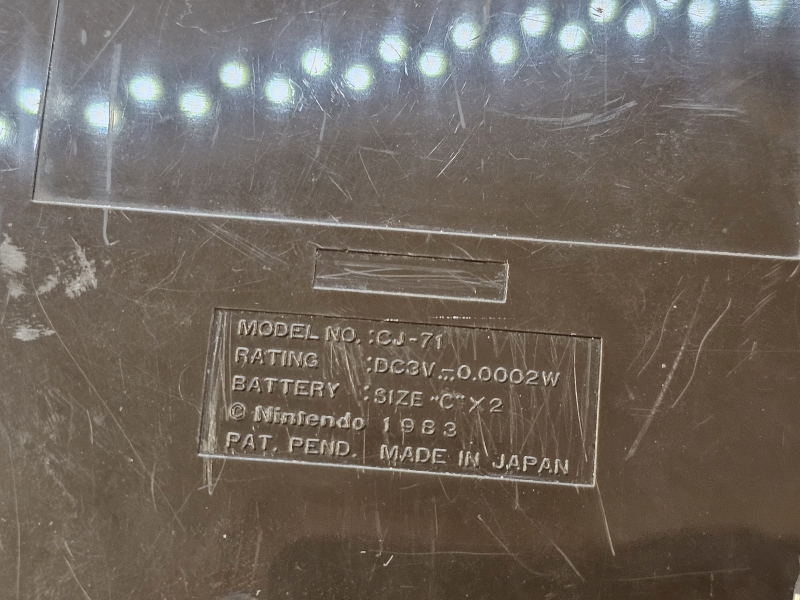 MODEL NO. :CJ-71
RATING :DC3V⎓0.0002W
BATTERY :SIZE "C"×2
© Nintendo 1983
PAT. PEND. MADE IN JAPAN